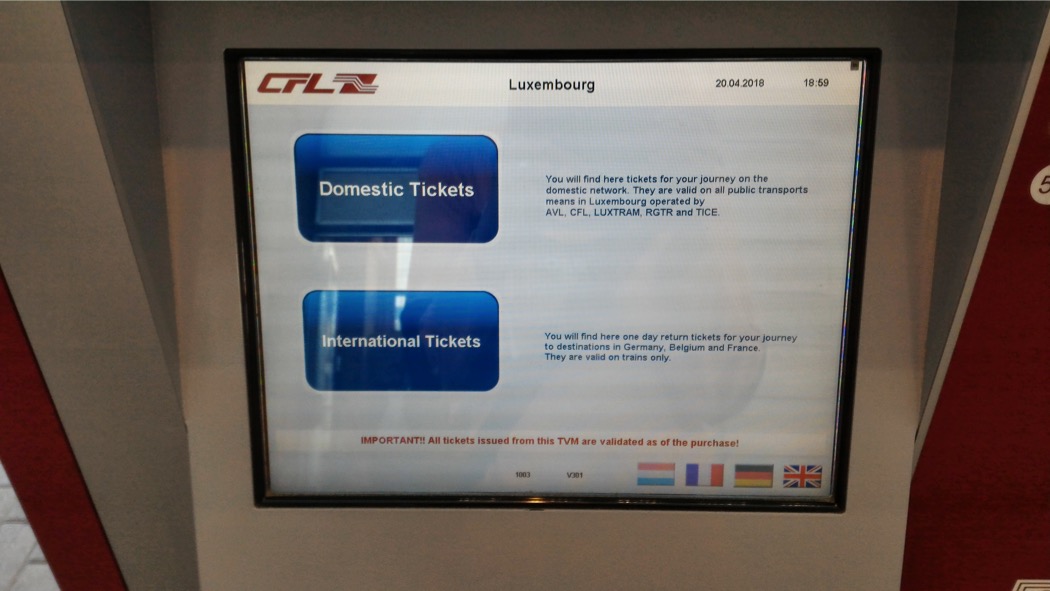 CFL
Luxembourg
20.04.2018
18:59
Domestic Tickets
You will find here tickets for your journey on the
domestic network. They are valid on all public transports
means in Luxembourg operated by
AVL, CFL, LUXTRAM, RGTR and TICE.
International Tickets
You will find here one day return tickets for your journey
to destinations in Germany, Belgium and France.
They are valid on trains only.
IMPORTANT!! All tickets issued from this TVM are validated as of the purchase!
1003
V381
5